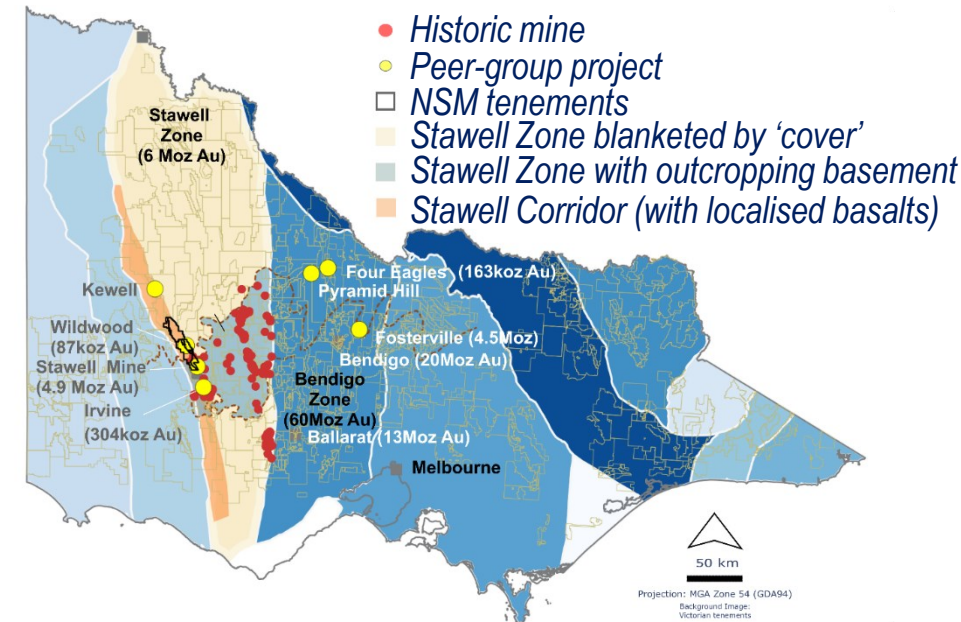 Historic mine
Peer-group project
NSM tenements
Stawell Zone blanketed by ‘cover’
Stawell Zone with outcropping basement
Stawell Corridor (with localised basalts)
Stawell
Zone
(6 Moz Au)
Kewell
Wildwood
(87koz Au)
Stawell Mine
(4.9 Moz Au)
Irvine
(304koz Au)
Four Eagles (163koz Au)
Pyramid Hill
Fosterville (4.5Moz)
Bendigo (20Moz Au)
Bendigo
Zone
(60Moz Au)
Ballarat (13Moz Au)
Melbourne
50 km
Projection: MGA Zone 54 (GDA94)
Background Image:
Victorian tenements